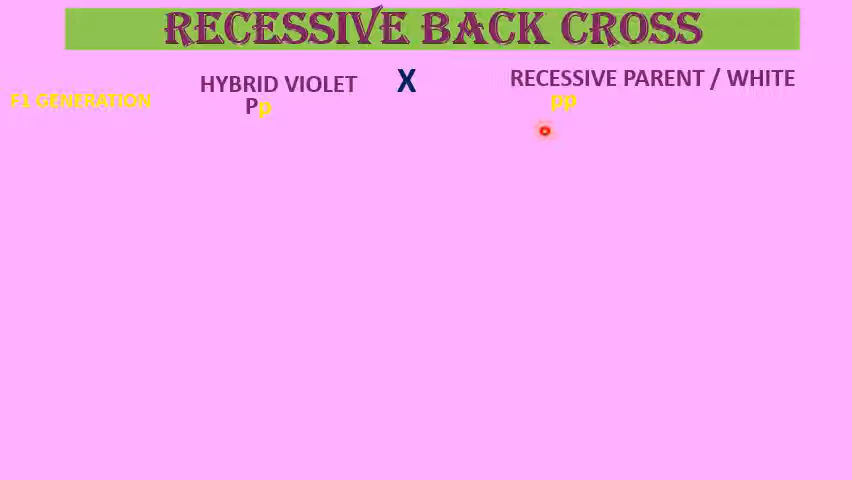 RECESSIVE BACK CROSS
HYBRID VIOLET X RECESSIVE PARENT / WHITE
F1 GENERATION Pp pp